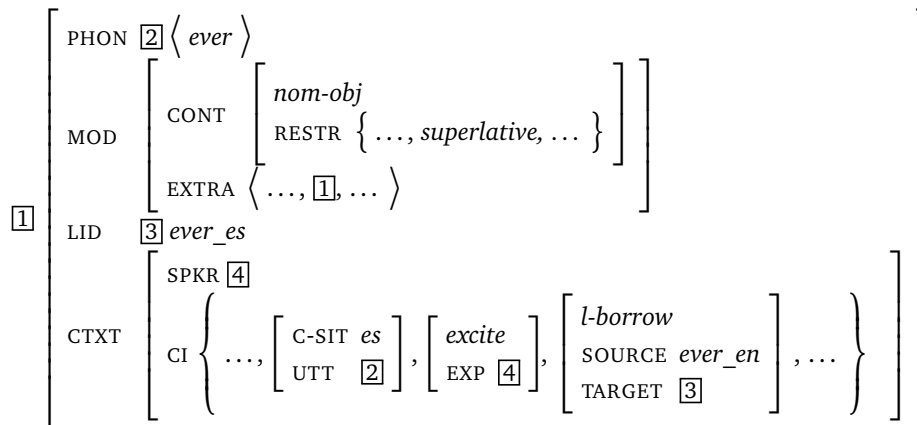 PHON 2 ⟨ ever ⟩
nom-obj
CONT
RESTR { …, superlative, … }
MOD
EXTRA ⟨ …, 1, … ⟩
1
LID 3 ever_es
SPKR 4
l-borrow
C-SIT es
excite
SOURCE ever_en
CTXT
CI { …, , , , … }
UTT 2
EXP 4
TARGET 3